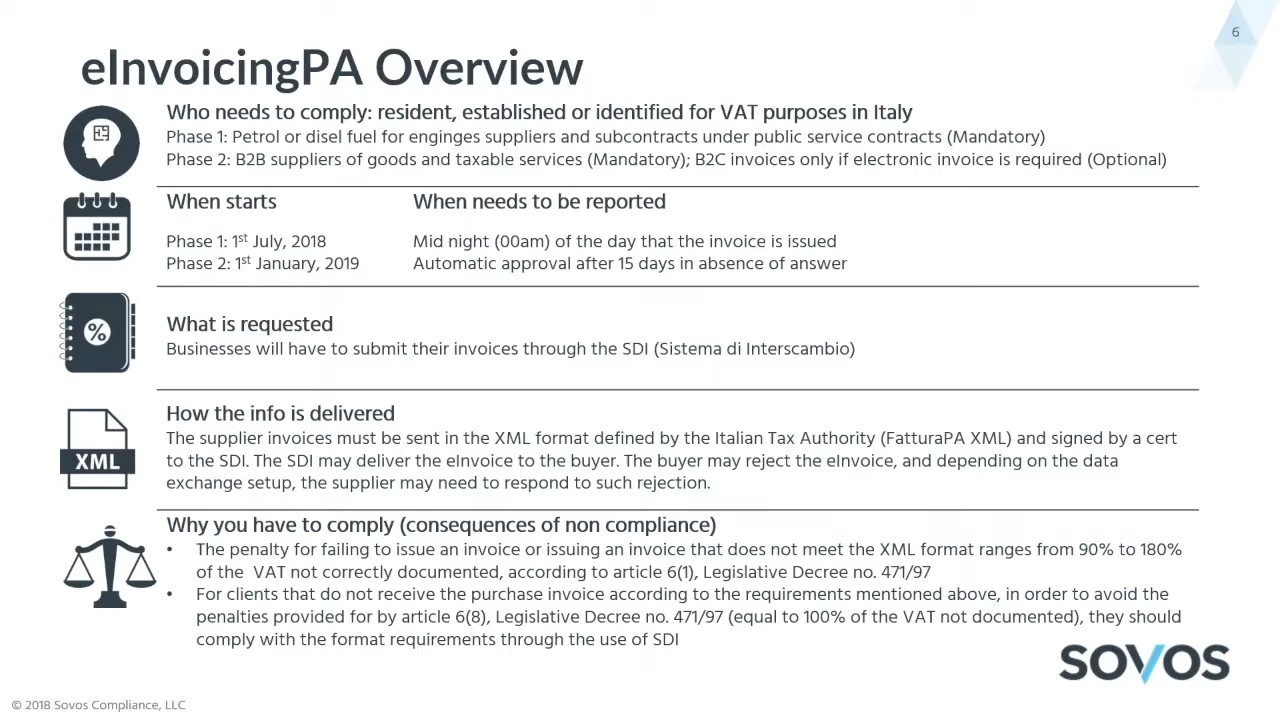 6
eInvoicingPA Overview
Who needs to comply: resident, established or identified for VAT purposes in Italy
Phase 1: Petrol or disel fuel for enginges suppliers and subcontracts under public service contracts (Mandatory)
Phase 2: B2B suppliers of goods and taxable services (Mandatory); B2C invoices only if electronic invoice is required (Optional)
When starts
When needs to be reported
Phase 1: 1st July, 2018
Mid night (00am) of the day that the invoice is issued
Phase 2: 1st January, 2019
Automatic approval after 15 days in absence of answer
%
What is requested
Businesses will have to submit their invoices through the SDI (Sistema di Interscambio)
XML
How the info is delivered
The supplier invoices must be sent in the XML format defined by the Italian Tax Authority (FatturaPA XML) and signed by a cert
to the SDI. The SDI may deliver the eInvoice to the buyer. The buyer may reject the eInvoice, and depending on the data
exchange setup, the supplier may need to respond to such rejection.
Why you have to comply (consequences of non compliance)
• The penalty for failing to issue an invoice or issuing an invoice that does not meet the XML format ranges from 90% to 180%
of the VAT not correctly documented, according to article 6(1), Legislative Decree no. 471/97
• For clients that do not receive the purchase invoice according to the requirements mentioned above, in order to avoid the
penalties provided for by article 6(8), Legislative Decree no. 471/97 (equal to 100% of the VAT not documented), they should
comply with the format requirements through the use of SDI
SOVOS
© 2018 Sovos Compliance, LLC